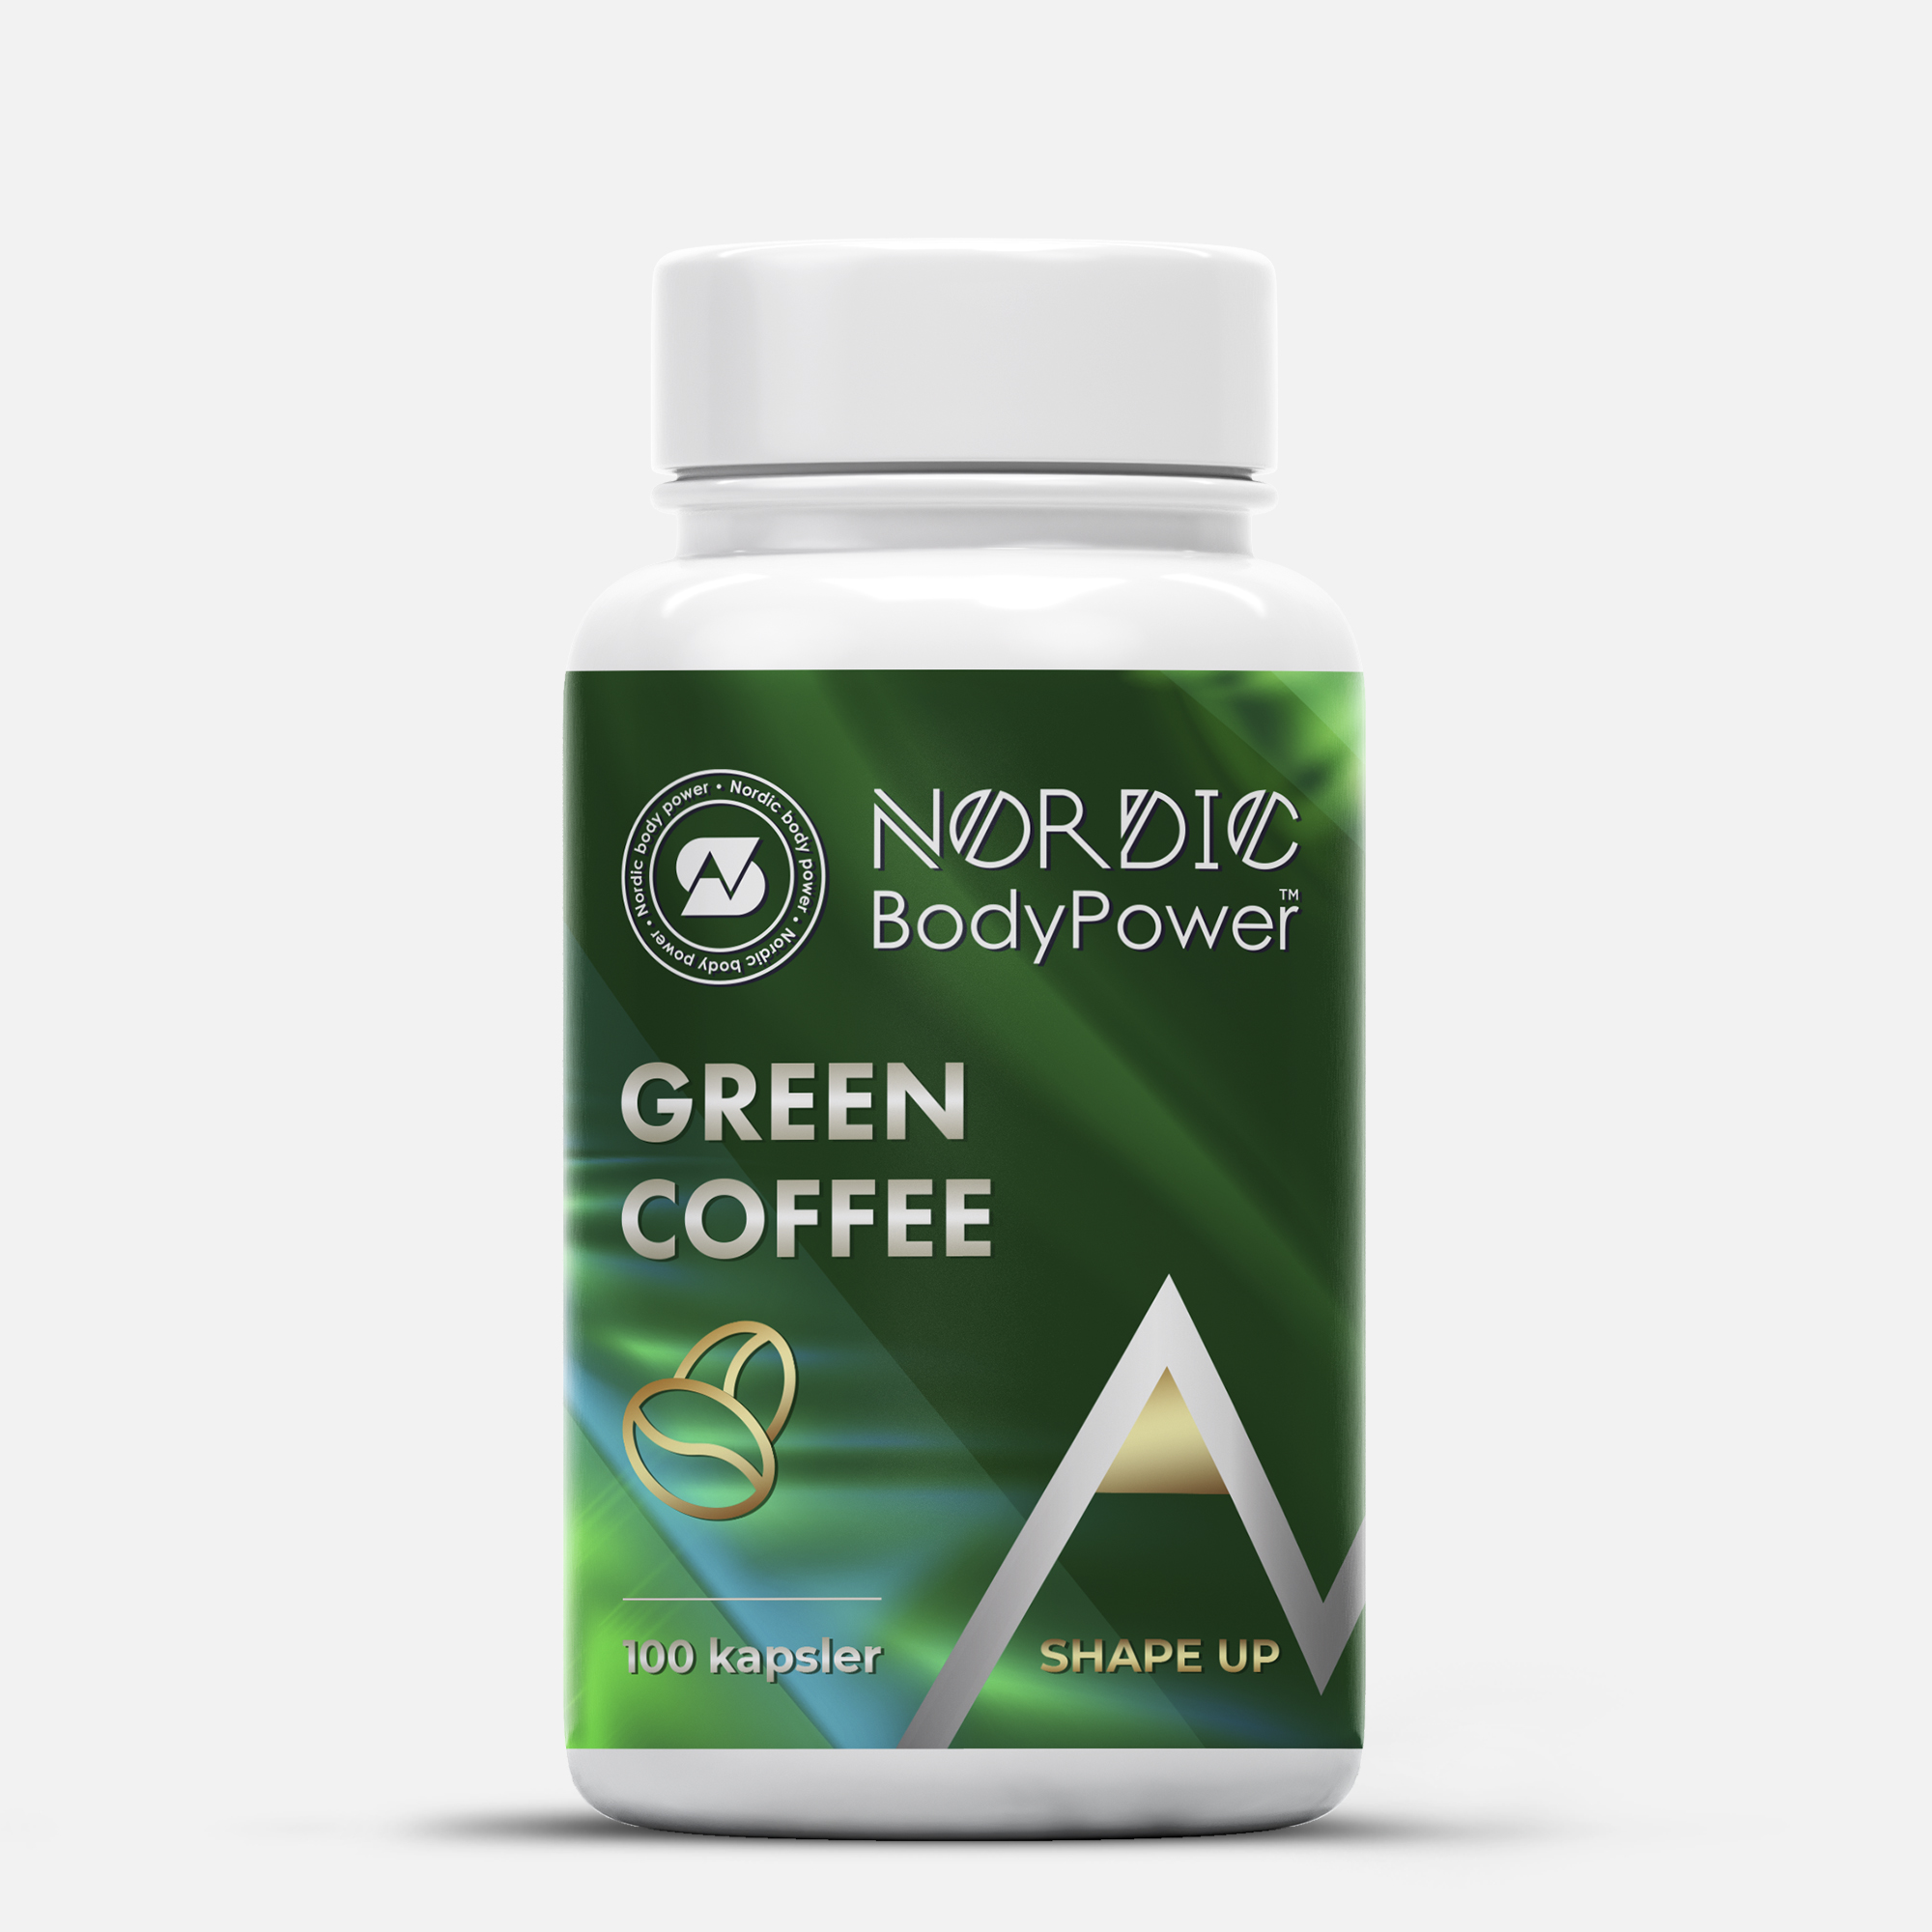 Nordic body power • Nordic body power • Nordic body power •
NORDIC
BodyPower™
GREEN
COFFEE
100 kapsler
SHAPE UP